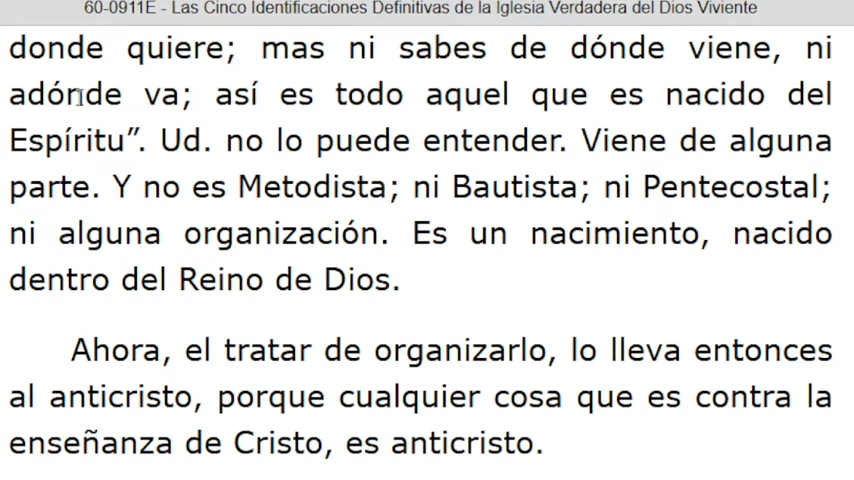 60-0911E - Las Cinco Identificaciones Definitivas de la Iglesia Verdadera del Dios Viviente
donde quiere; mas ni sabes de dónde viene, ni
adónde va; así es todo aquel que es nacido del
Espíritu”. Ud. no lo puede entender. Viene de alguna
parte. Y no es Metodista; ni Bautista; ni Pentecostal;
ni alguna organización. Es un nacimiento, nacido
dentro del Reino de Dios.
Ahora, el tratar de organizarlo, lo lleva entonces
al anticristo, porque cualquier cosa que es contra la
enseñanza de Cristo, es anticristo.